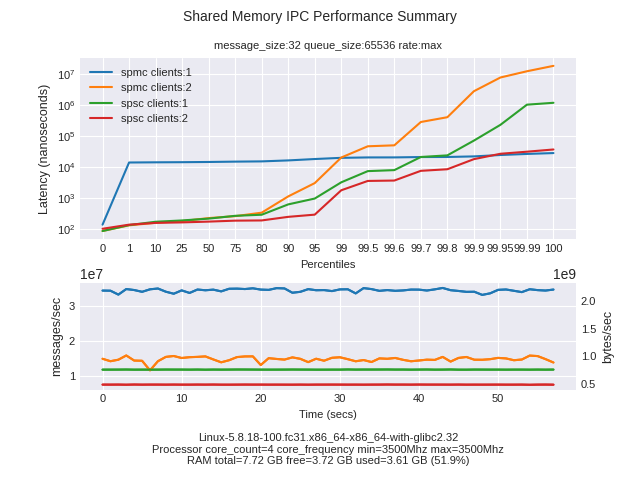 Shared Memory IPC Performance Summary
message_size:32 queue_size:65536 rate:max
Latency (nanoseconds)
10⁷
10⁶
10⁵
10⁴
10³
10²
spmc clients:1
spmc clients:2
spsc clients:1
spsc clients:2
0 1 10 25 50 75 80 90 95 99 99.5 99.6 99.7 99.8 99.9 99.95 99.99 100
Percentiles
1e7
1e9
messages/sec
3
2
1
bytes/sec
2.0
1.5
1.0
0.5
0 10 20 30 40 50
Time (secs)
Linux-5.8.18-100.fc31.x86_64-x86_64-with-glibc2.32
Processor core_count=4 core_frequency min=3500Mhz max=3500Mhz
RAM total=7.72 GB free=3.72 GB used=3.61 GB (51.9%)